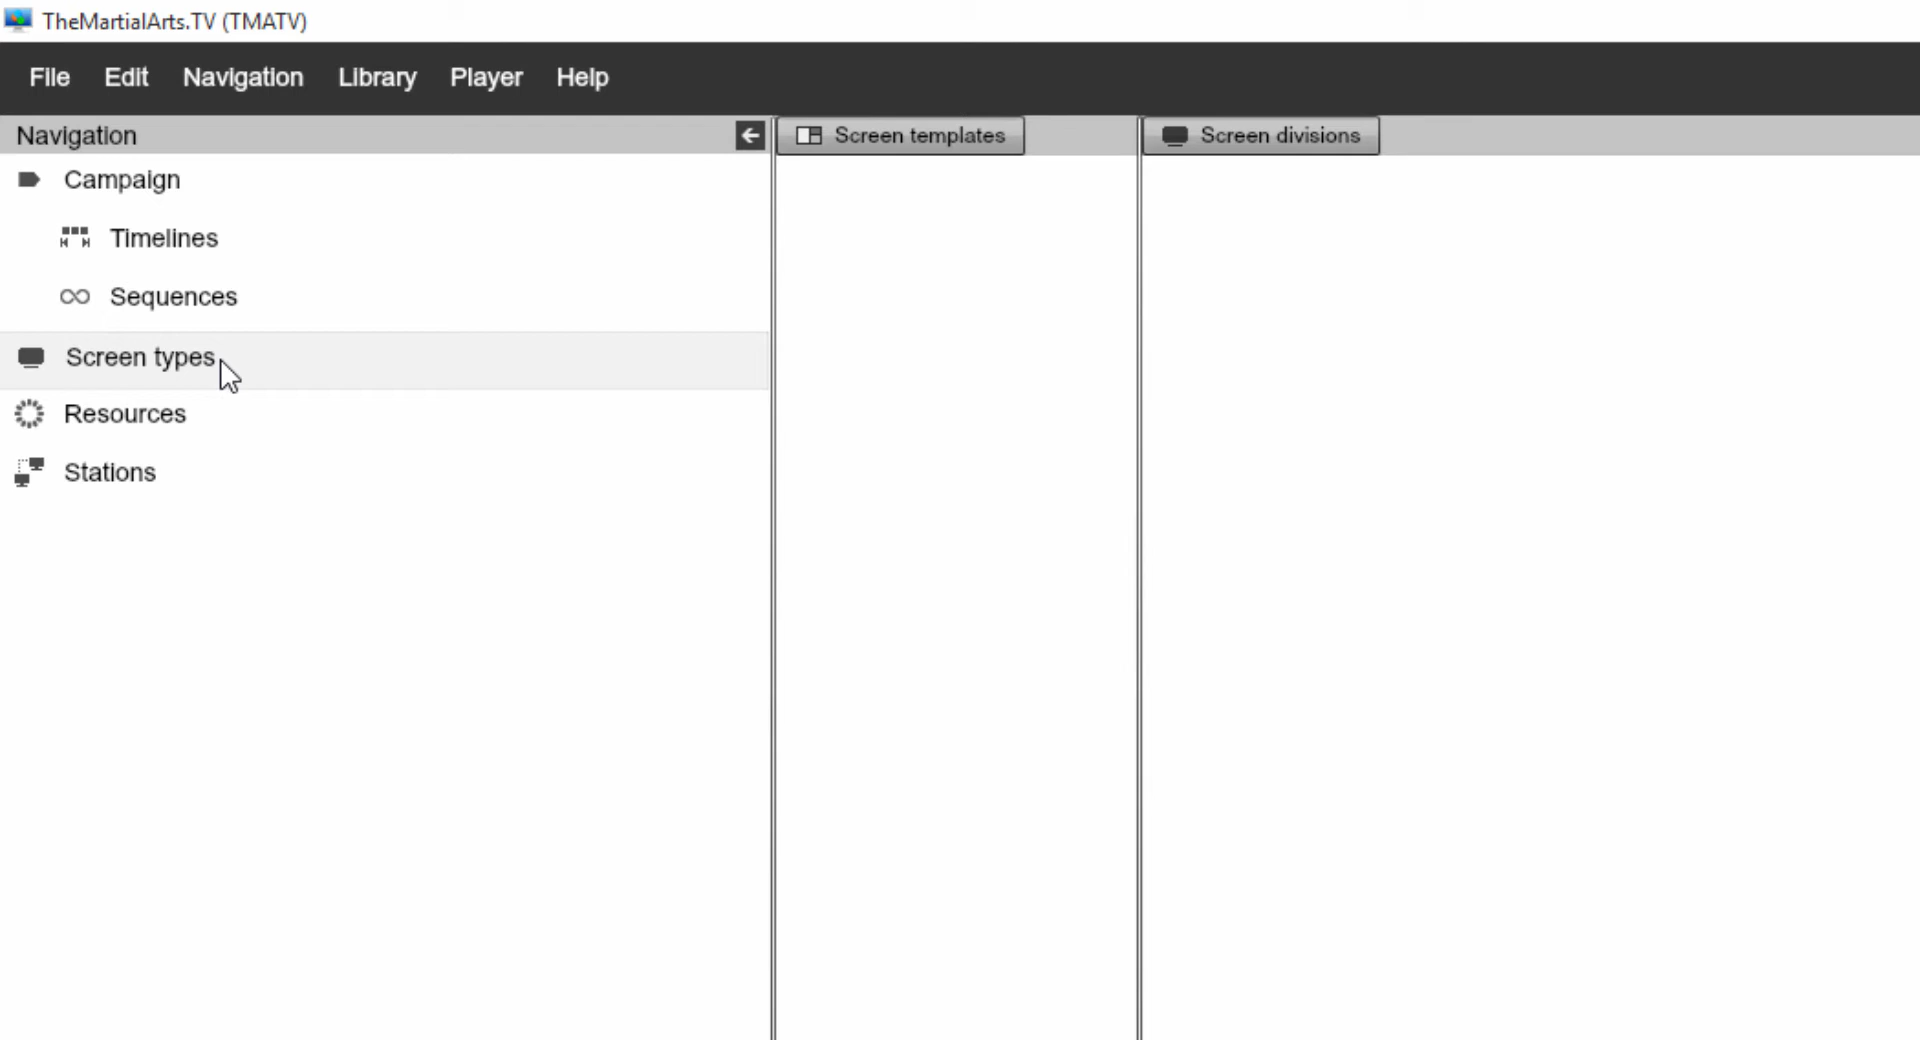 TheMartialArts.TV (TMATV)
File Edit Navigation Library Player Help
Navigation
Screen templates
Screen divisions
Campaign
Timelines
Sequences
Screen types
Resources
Stations